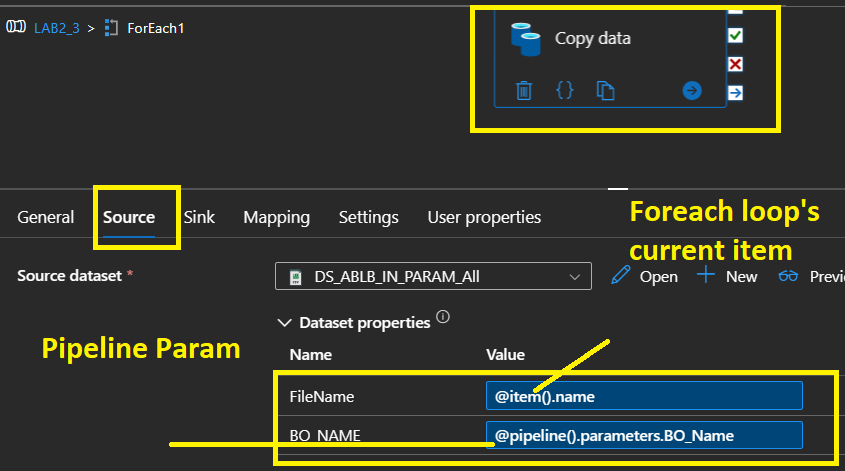 LAB2_3 > ForEach1
Copy data
General Source Sink Mapping Settings User properties
Foreach loop's
current item
Source dataset * DS_ABLB_IN_PARAM_All Open New Previ
Dataset properties
Pipeline Param
Name Value
FileName @item().name
BO_NAME @pipeline().parameters.BO_Name